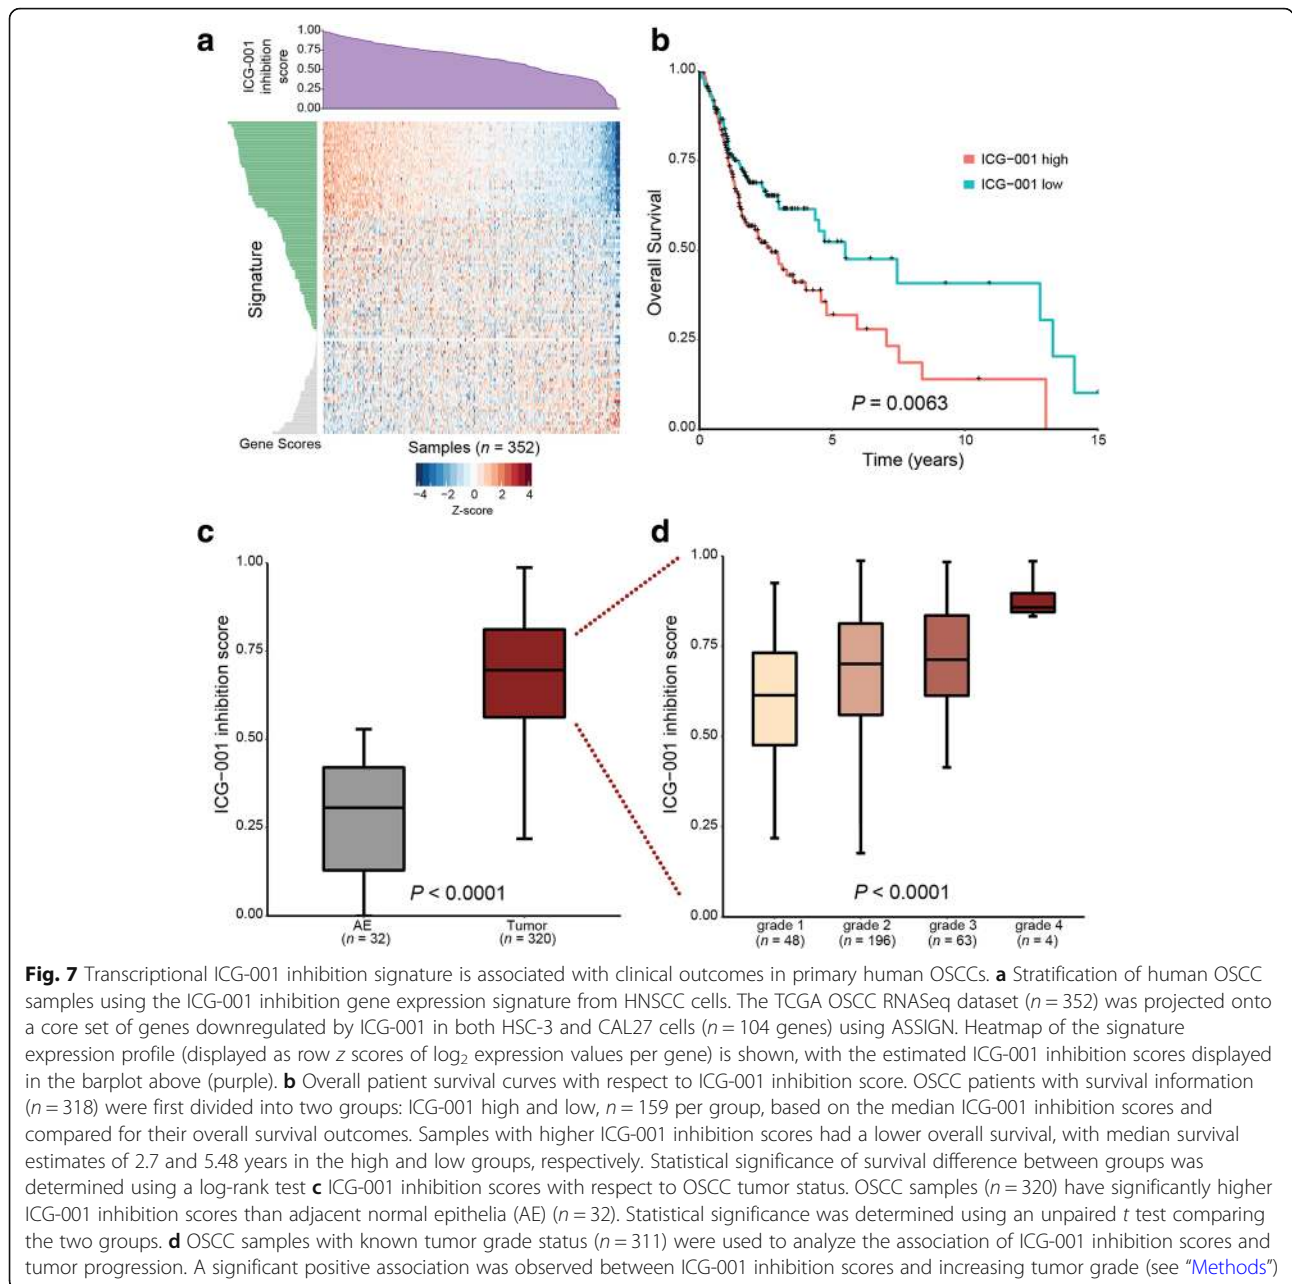 a
ICG-001
inhibition
score
1.00
0.75
0.50
0.25
0.00
Signature
Gene Scores
Samples (n = 352)
−4 −2 0 2 4
Z-score
b
Overall Survival
1.00
0.75
0.50
0.25
0.00
ICG−001 high
ICG−001 low
P = 0.0063
0 5 10 15
Time (years)
c
ICG−001 inhibition score
1.00
0.75
0.50
0.25
0.00
P < 0.0001
AE
(n = 32)
Tumor
(n = 320)
d
ICG−001 inhibition score
1.00
0.75
0.50
0.25
0.00
P < 0.0001
grade 1
(n = 48)
grade 2
(n = 196)
grade 3
(n = 63)
grade 4
(n = 4)
Fig. 7 Transcriptional ICG-001 inhibition signature is associated with clinical outcomes in primary human OSCCs. a Stratification of human OSCC
samples using the ICG-001 inhibition gene expression signature from HNSCC cells. The TCGA OSCC RNASeq dataset (n = 352) was projected onto
a core set of genes downregulated by ICG-001 in both HSC-3 and CAL27 cells (n = 104 genes) using ASSIGN. Heatmap of the signature
expression profile (displayed as row z scores of log2 expression values per gene) is shown, with the estimated ICG-001 inhibition scores displayed
in the barplot above (purple). b Overall patient survival curves with respect to ICG-001 inhibition score. OSCC patients with survival information
(n = 318) were first divided into two groups: ICG-001 high and low, n = 159 per group, based on the median ICG-001 inhibition scores and
compared for their overall survival outcomes. Samples with higher ICG-001 inhibition scores had a lower overall survival, with median survival
estimates of 2.7 and 5.48 years in the high and low groups, respectively. Statistical significance of survival difference between groups was
determined using a log-rank test c ICG-001 inhibition scores with respect to OSCC tumor status. OSCC samples (n = 320) have significantly higher
ICG-001 inhibition scores than adjacent normal epithelia (AE) (n = 32). Statistical significance was determined using an unpaired t test comparing
the two groups. d OSCC samples with known tumor grade status (n = 311) were used to analyze the association of ICG-001 inhibition scores and
tumor progression. A significant positive association was observed between ICG-001 inhibition scores and increasing tumor grade (see "Methods")